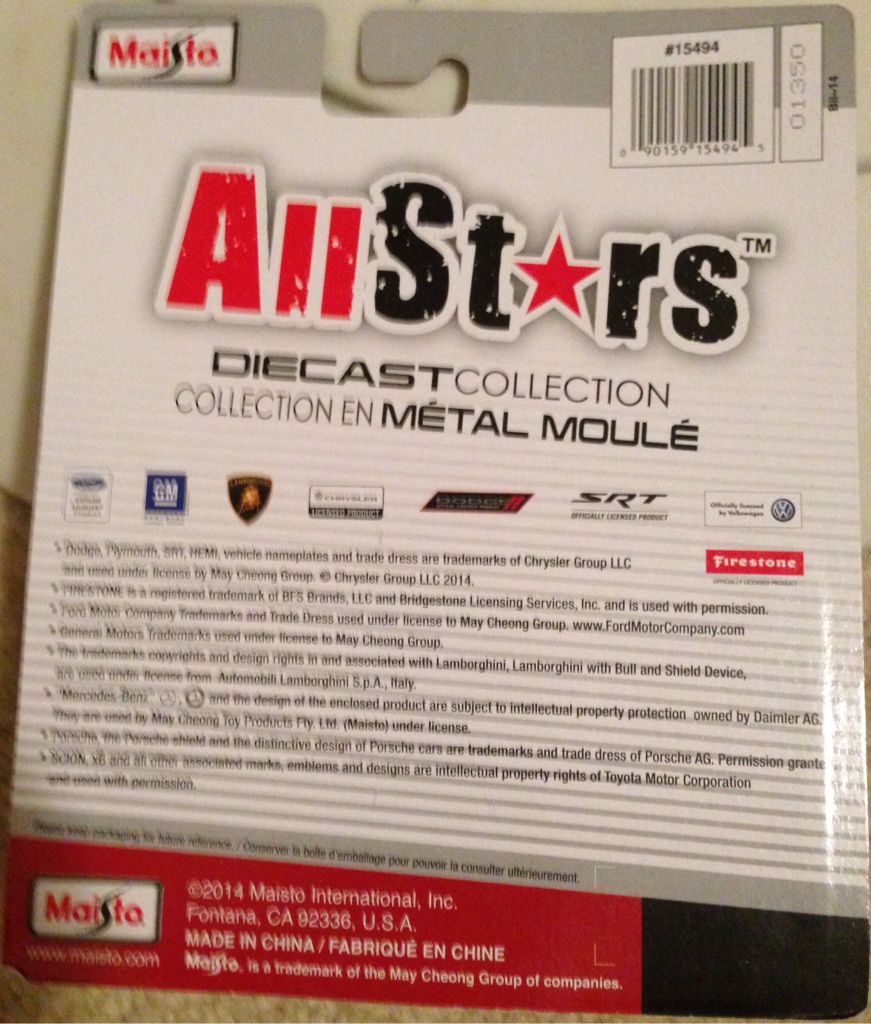 Maisto
#15494
0 90159 15494 5
01350
BB-14
AllStars™
DIECAST COLLECTION
COLLECTION EN MÉTAL MOULÉ
GM
LAMBORGHINI
CHRYSLER
LICENSED PRODUCT
DODGE
SRT
OFFICIALLY LICENSED PRODUCT
Officially licensed
by Volkswagen
Firestone
OFFICIALLY LICENSED PRODUCT
* Dodge, Plymouth, SRT, HEMI, vehicle nameplates and trade dress are trademarks of Chrysler Group LLC
and used under license by May Cheong Group. © Chrysler Group LLC 2014.
* FIRESTONE is a registered trademark of BFS Brands, LLC and Bridgestone Licensing Services, Inc. and is used with permission.
* Ford Motor Company Trademarks and Trade Dress used under license to May Cheong Group. www.FordMotorCompany.com
* General Motors Trademarks used under license to May Cheong Group.
* The trademarks copyrights and design rights in and associated with Lamborghini, Lamborghini with Bull and Shield Device,
are used under license from Automobili Lamborghini S.p.A., Italy.
* "Mercedes-Benz" , and the design of the enclosed product are subject to intellectual property protection owned by Daimler AG.
They are used by May Cheong Toy Products Fty. Ltd. (Maisto) under license.
* Porsche, the Porsche shield and the distinctive design of Porsche cars are trademarks and trade dress of Porsche AG. Permission grante
* SCION, xB and all other associated marks, emblems and designs are intellectual property rights of Toyota Motor Corporation
and used with permission.
Please keep packaging for future reference. / Conserver la boîte d'emballage pour pouvoir la consulter ultérieurement.
Maisto
www.maisto.com
©2014 Maisto International, Inc.
Fontana, CA 92336, U.S.A.
MADE IN CHINA / FABRIQUÉ EN CHINE
Maisto. is a trademark of the May Cheong Group of companies.